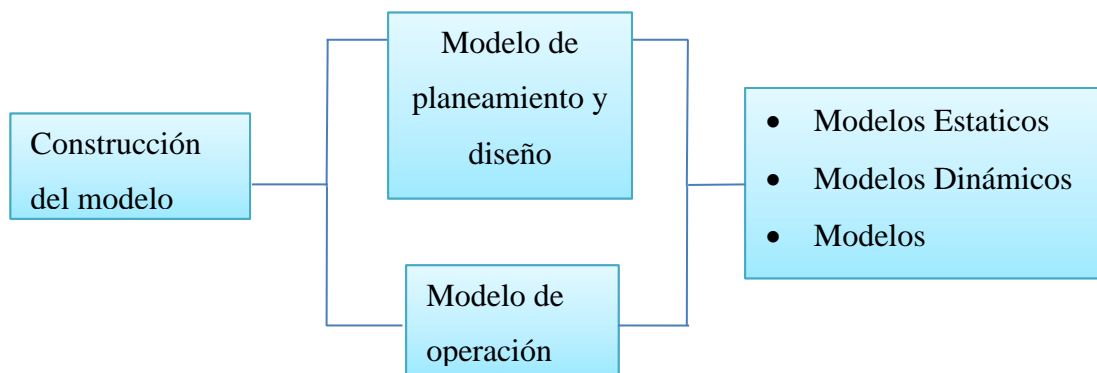 Construcción
del modelo
Modelo de
planeamiento y
diseño
Modelo de
operación
• Modelos Estaticos
• Modelos Dinámicos
• Modelos